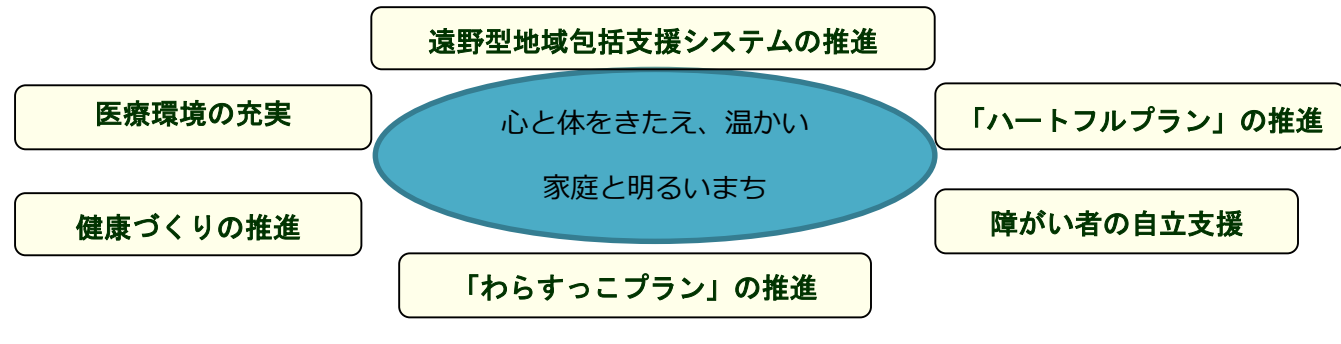 遠野型地域包括支援システムの推進
医療環境の充実
心と体をきたえ、温かい
家庭と明るいまち
「ハートフルプラン」の推進
健康づくりの推進
障がい者の自立支援
「わらすっこプラン」の推進